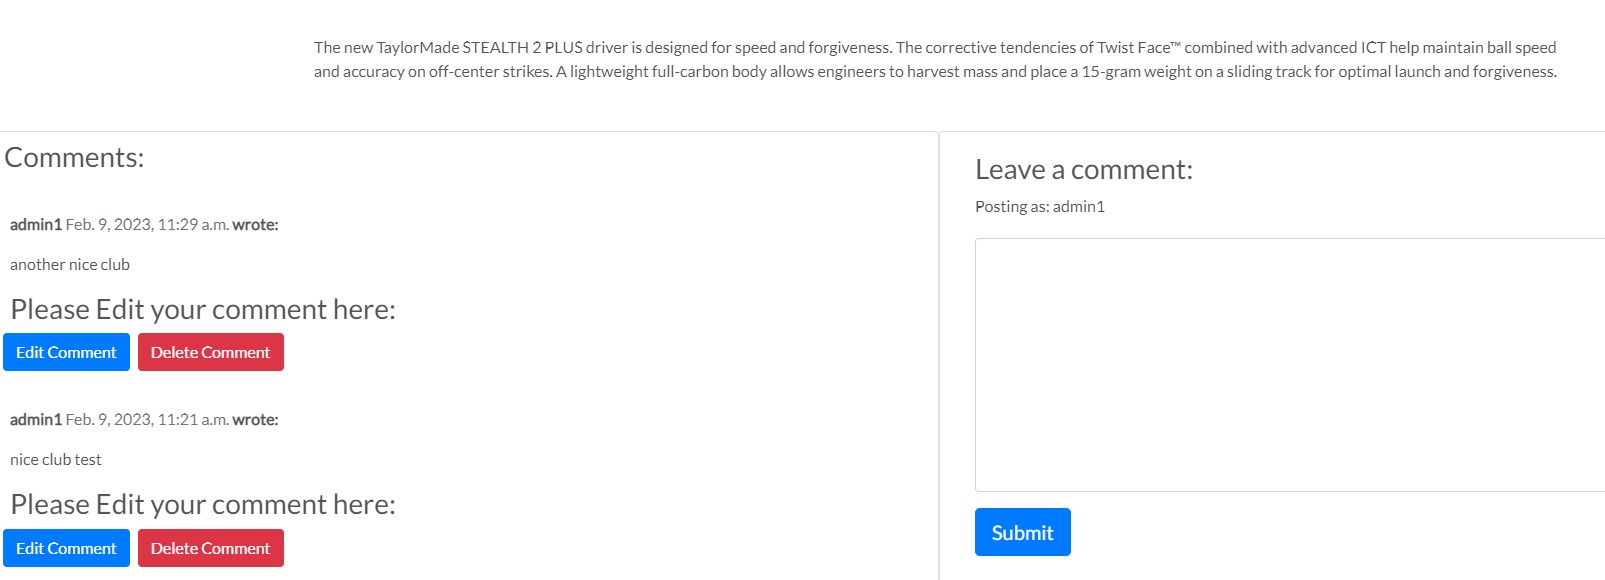 The new TaylorMade STEALTH 2 PLUS driver is designed for speed and forgiveness. The corrective tendencies of Twist Face™ combined with advanced ICT help maintain ball speed
and accuracy on off-center strikes. A lightweight full-carbon body allows engineers to harvest mass and place a 15-gram weight on a sliding track for optimal launch and forgiveness.
Comments:
admin1 Feb. 9, 2023, 11:29 a.m. wrote:
another nice club
Please Edit your comment here:
Edit Comment Delete Comment
admin1 Feb. 9, 2023, 11:21 a.m. wrote:
nice club test
Please Edit your comment here:
Edit Comment Delete Comment
Leave a comment:
Posting as: admin1
Submit